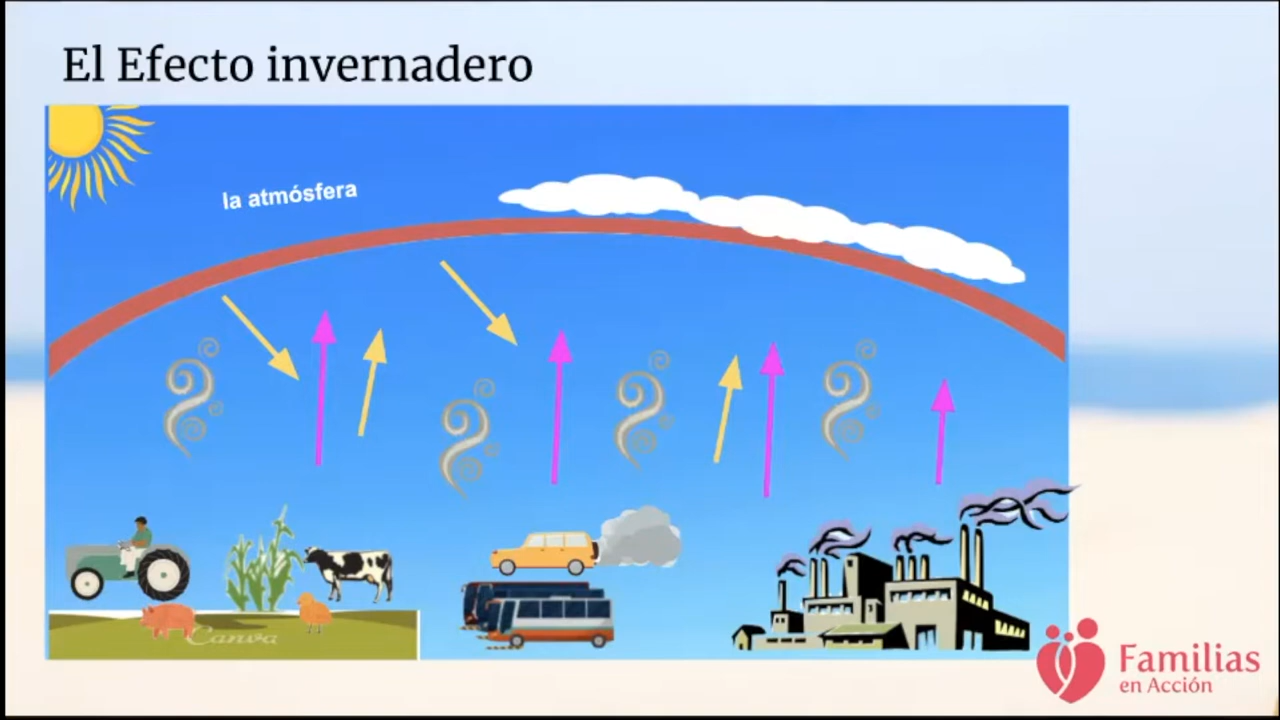 El Efecto invernadero
la atmósfera
Canva
Familias
en Acción